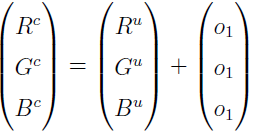 R^c = R^u + o_1
G^c = G^u + o_1
B^c = B^u + o_1